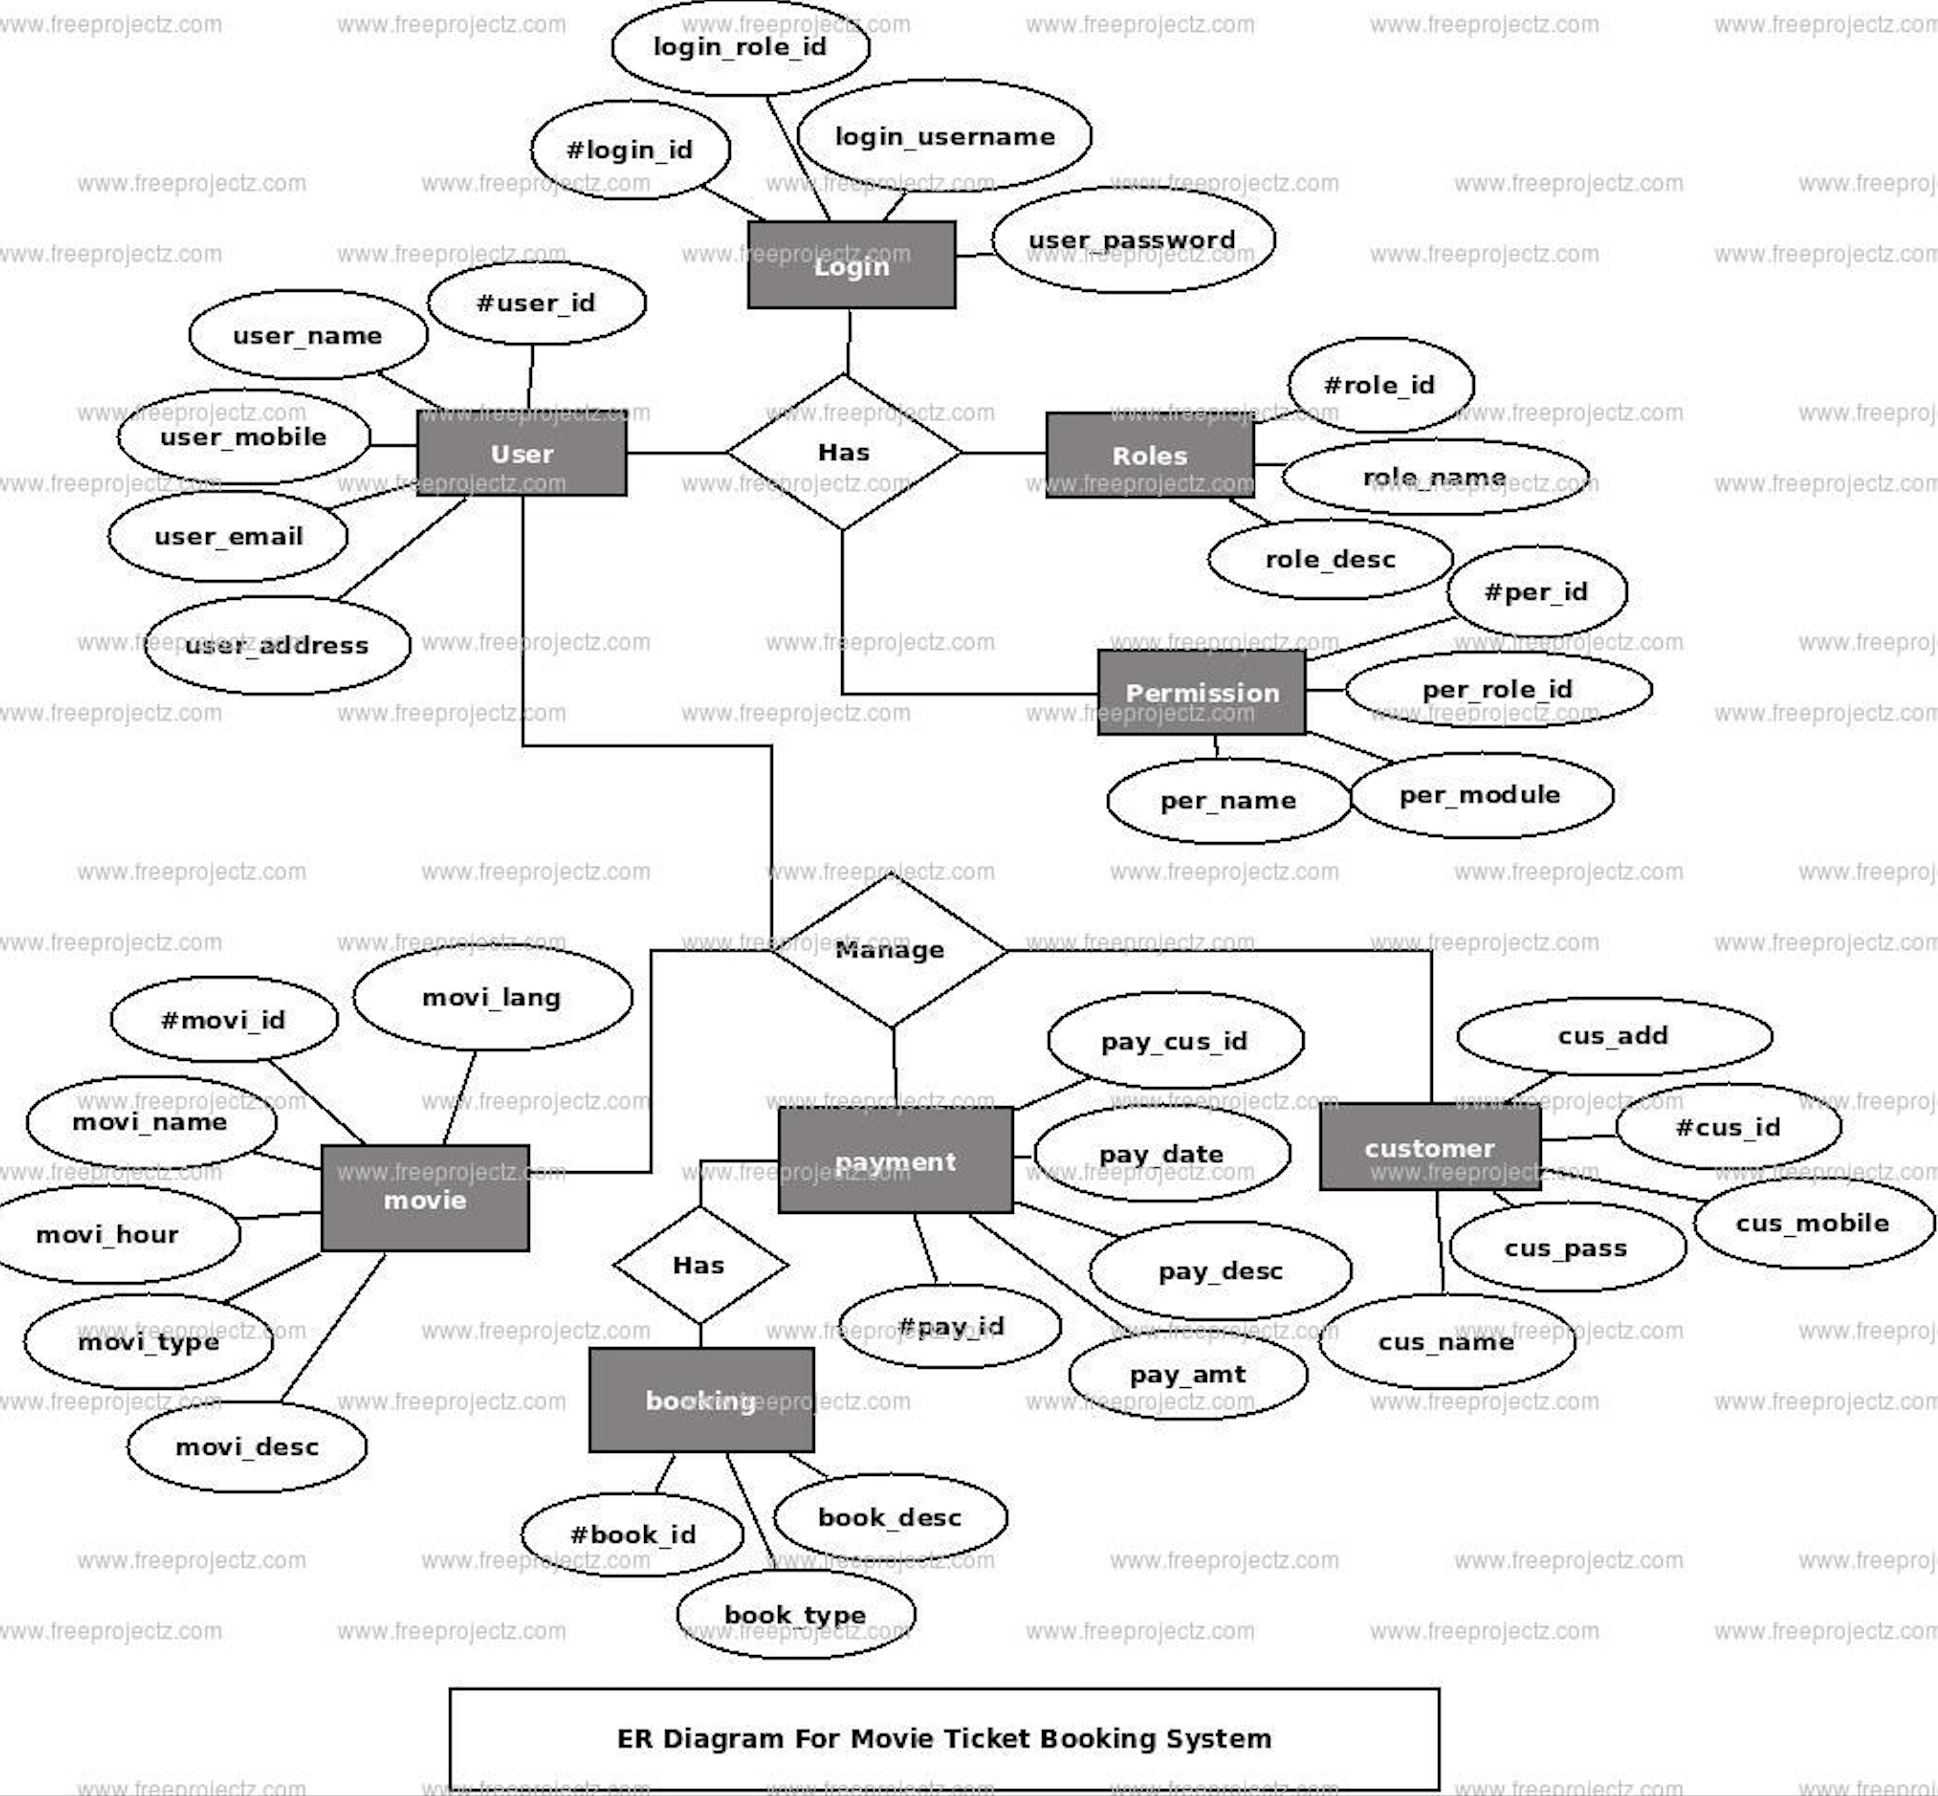 login_role_id
login_username
#login_id
user_password
Login
#user_id
user_name
#role_id
user_mobile
User
Has
Roles
role_name
user_email
role_desc
#per_id
user_address
per_role_id
Permission
per_name
per_module
Manage
movi_lang
#movi_id
pay_cus_id
cus_add
movi_name
#cus_id
customer
pay_date
payment
movie
movi_hour
cus_mobile
cus_pass
Has
pay_desc
#pay_id
movi_type
cus_name
pay_amt
booking
movi_desc
book_desc
#book_id
book_type
ER Diagram For Movie Ticket Booking System
www.freeprojectz.com